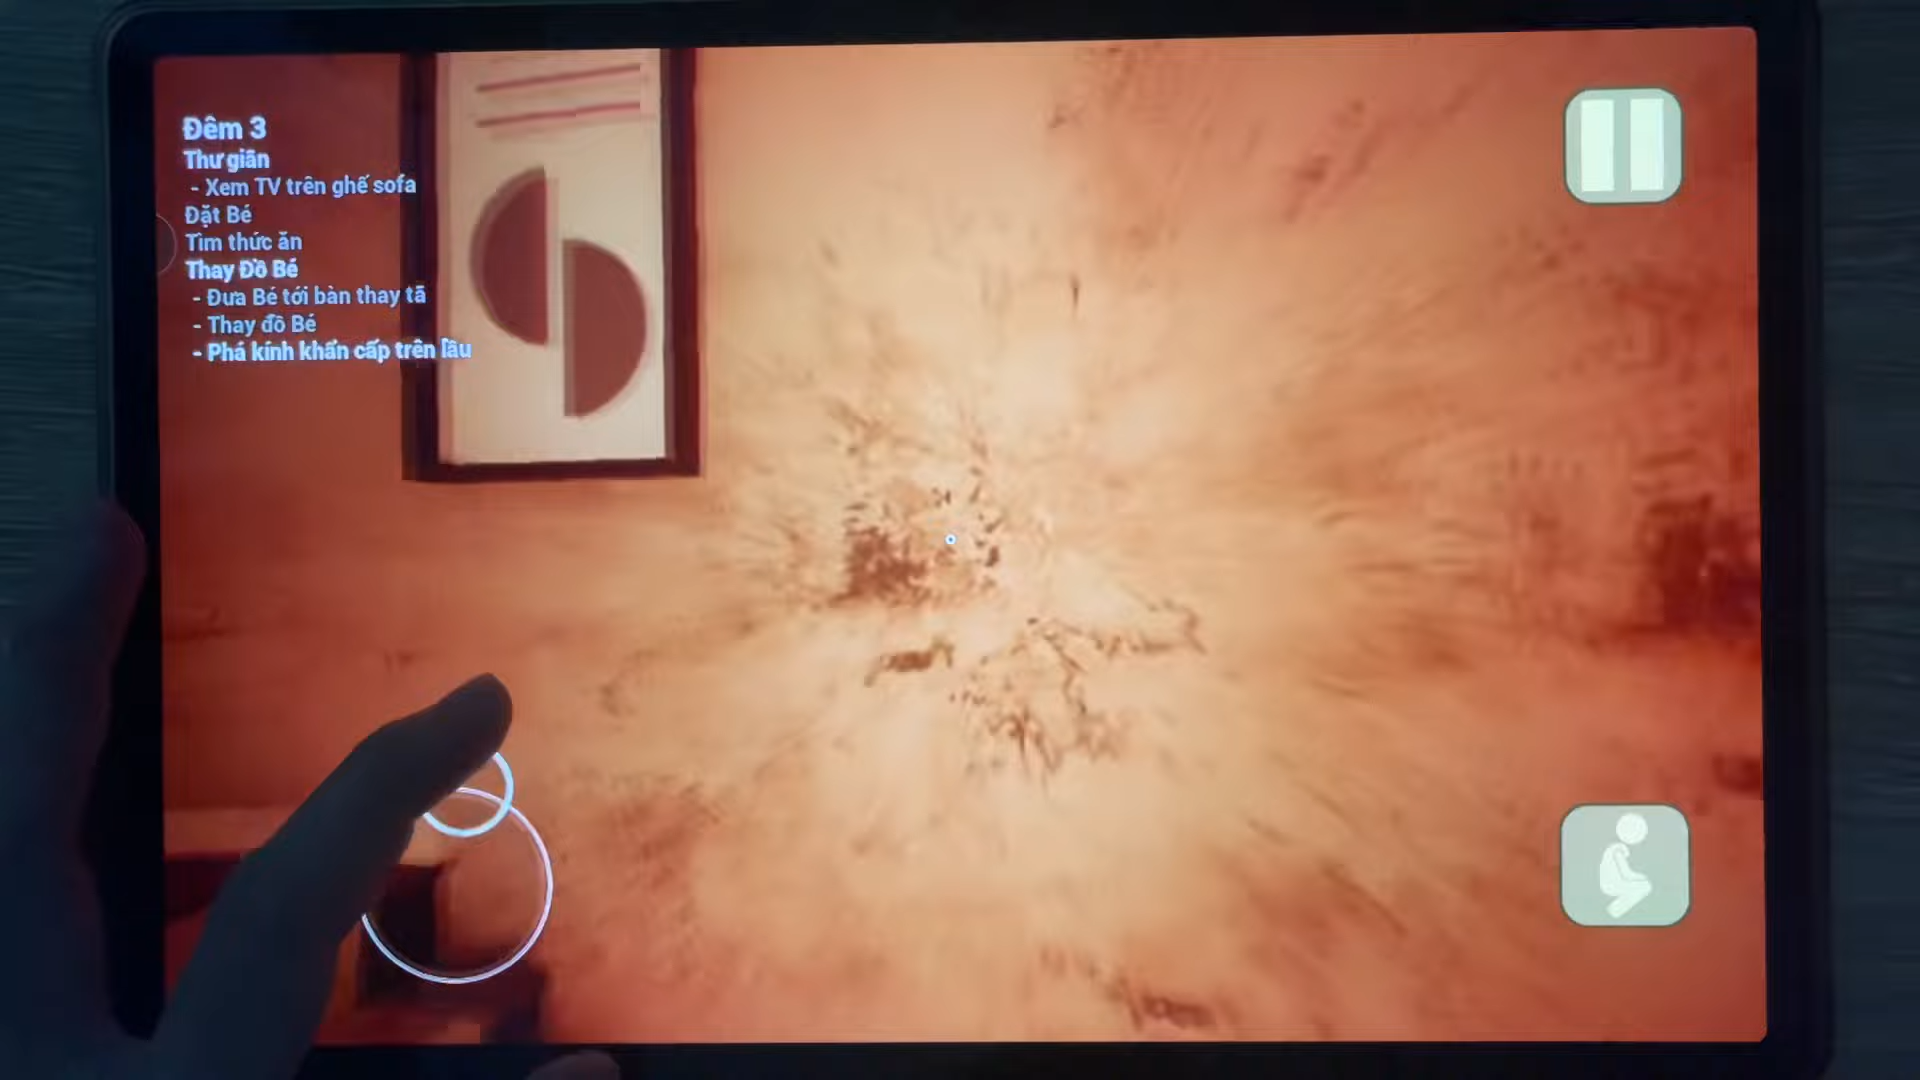 Đêm 3
Thư giãn
- Xem TV trên ghế sofa
Đặt Bé
Tìm thức ăn
Thay Đồ Bé
- Đưa Bé tới bàn thay tã
- Thay đồ Bé
- Phá kính khẩn cấp trên lầu